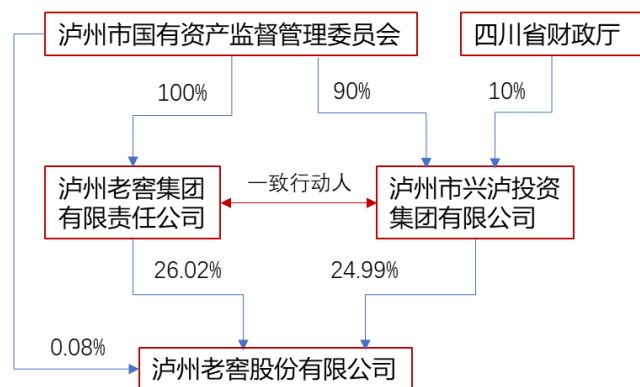 泸州市国有资产监督管理委员会
四川省财政厅
100%
90%
10%
泸州老窖集团
有限责任公司
一致行动人
泸州市兴泸投资
集团有限公司
26.02%
24.99%
0.08%
泸州老窖股份有限公司